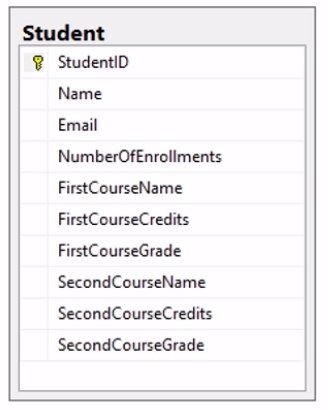 Student
StudentID
Name
Email
NumberOfEnrollments
FirstCourseName
FirstCourseCredits
FirstCourseGrade
SecondCourseName
SecondCourseCredits
SecondCourseGrade